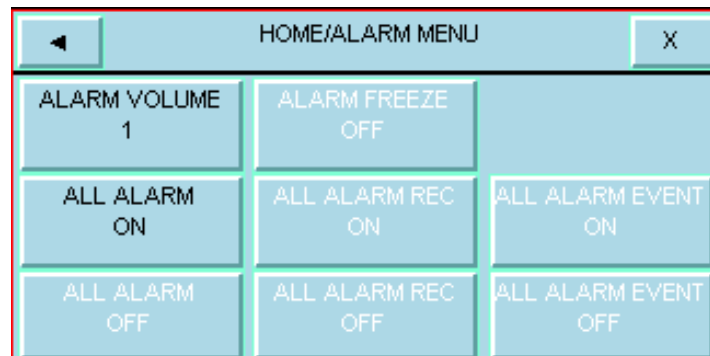 ◄ HOME/ALARM MENU X
ALARM VOLUME
1
ALARM FREEZE
OFF
ALL ALARM
ON
ALL ALARM REC
ON
ALL ALARM EVENT
ON
ALL ALARM
OFF
ALL ALARM REC
OFF
ALL ALARM EVENT
OFF